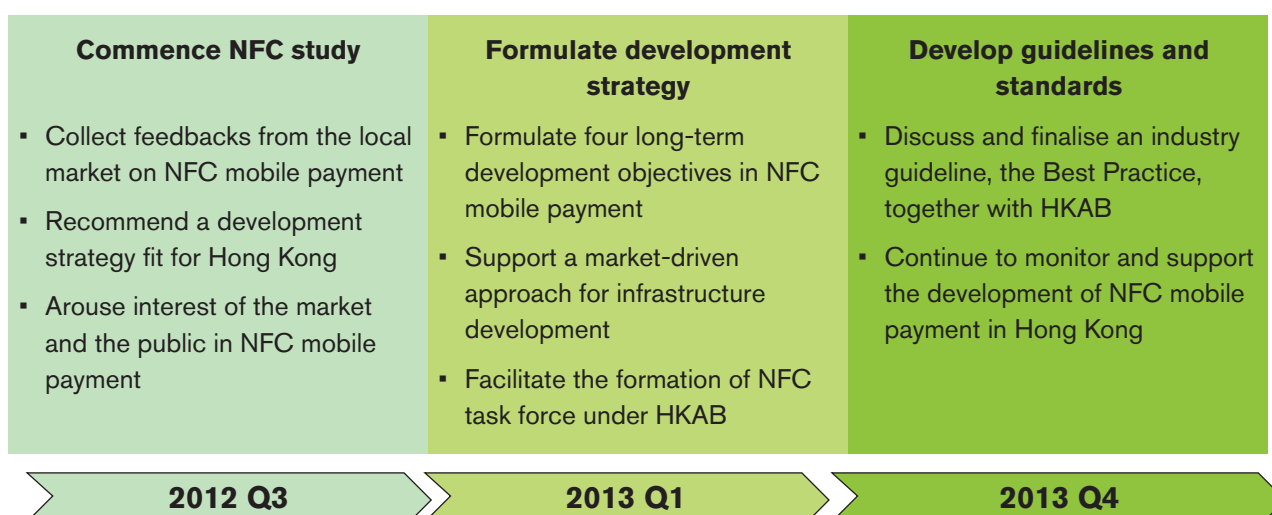 Commence NFC study
▪ Collect feedbacks from the local
market on NFC mobile payment
▪ Recommend a development
strategy fit for Hong Kong
▪ Arouse interest of the market
and the public in NFC mobile
payment
Formulate development
strategy
▪ Formulate four long-term
development objectives in NFC
mobile payment
▪ Support a market-driven
approach for infrastructure
development
▪ Facilitate the formation of NFC
task force under HKAB
Develop guidelines and
standards
▪ Discuss and finalise an industry
guideline, the Best Practice,
together with HKAB
▪ Continue to monitor and support
the development of NFC mobile
payment in Hong Kong
2012 Q3
2013 Q1
2013 Q4